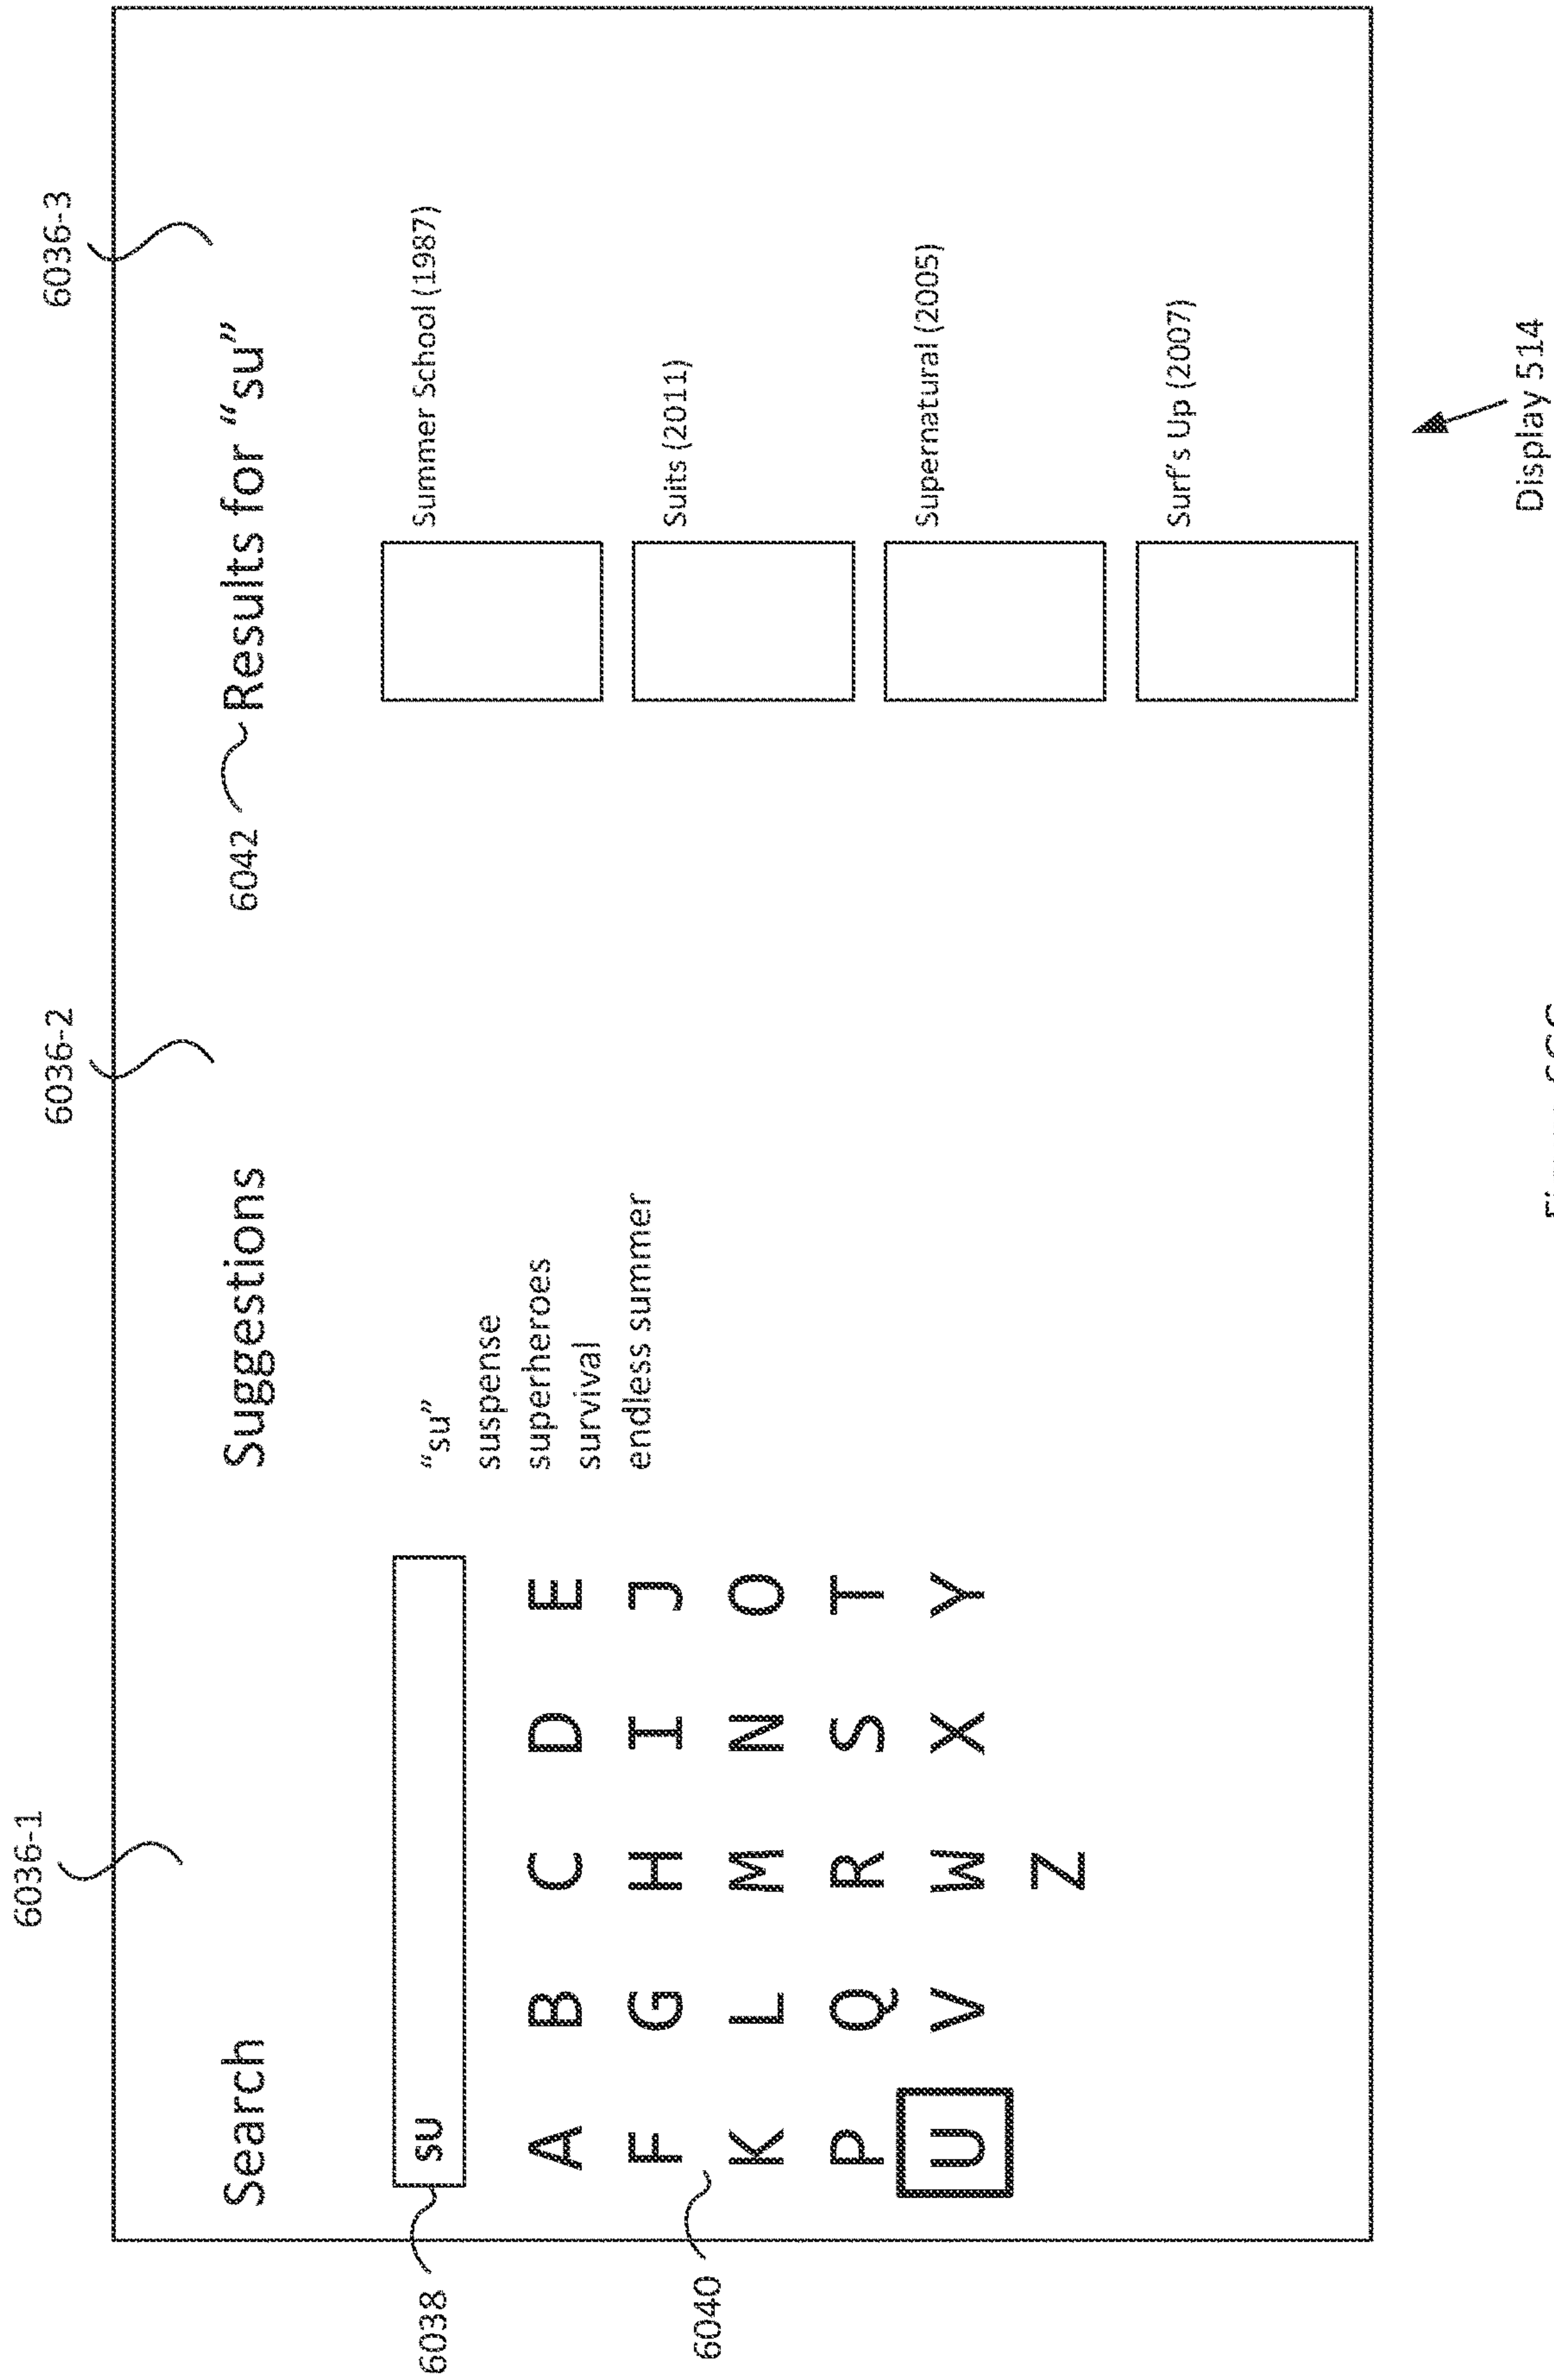 6036-1
6036-2
6036-3
Search
Suggestions
6042
Results for “su”
6038
su
“su”
suspense
superheroes
survival
endless summer
A B C D E
F G H I J
K L M N O
P Q R S T
U V W X Y
Z
6040
Summer School (1987)
Suits (2011)
Supernatural (2005)
Surf's Up (2007)
Display 514